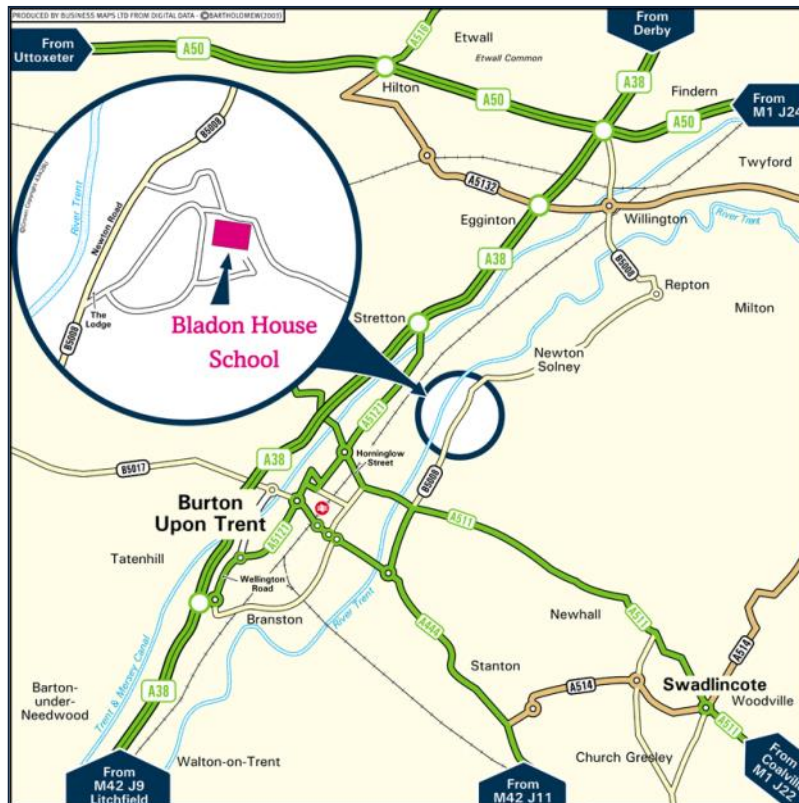 PRODUCED BY BUSINESS MAPS LTD FROM DIGITAL DATA - ©BARTHOLOMEW(2003)
From
Uttoxeter
A50
A516
Etwall
Etwall Common
From
Derby
A38
Hilton
A50
Findern
A50
From
M1 J24
Twyford
A5132
Egginton
Willington
River Trent
A38
B5008
Repton
Milton
Stretton
Newton
Solney
B5008
River Trent
Newton Road
The
Lodge
B5008
Bladon House
School
A5121
Horninglow
Street
A38
B5017
B5008
Burton
Upon Trent
A511
A5121
Tatenhill
Wellington
Road
River Trent
Branston
Newhall
A511
A444
Stanton
A514
A514
Swadlincote
Woodville
Barton-
under-
Needwood
Trent & Mersey Canal
A38
A511
Walton-on-Trent
Church Gresley
From
M42 J9
Litchfield
From
M42 J11
From
Coalville
M1 J22